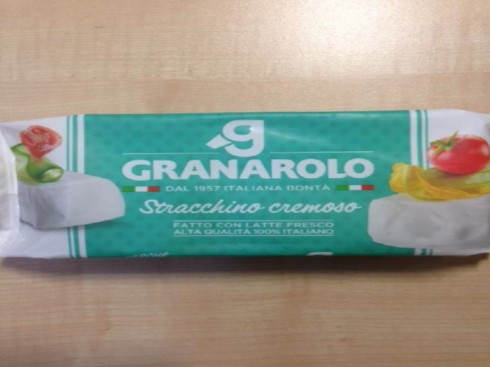 g
GRANAROLO
DAL 1957 ITALIANA BONTÀ
Stracchino cremoso
FATTO CON LATTE FRESCO
ALTA QUALITÀ 100% ITALIANO